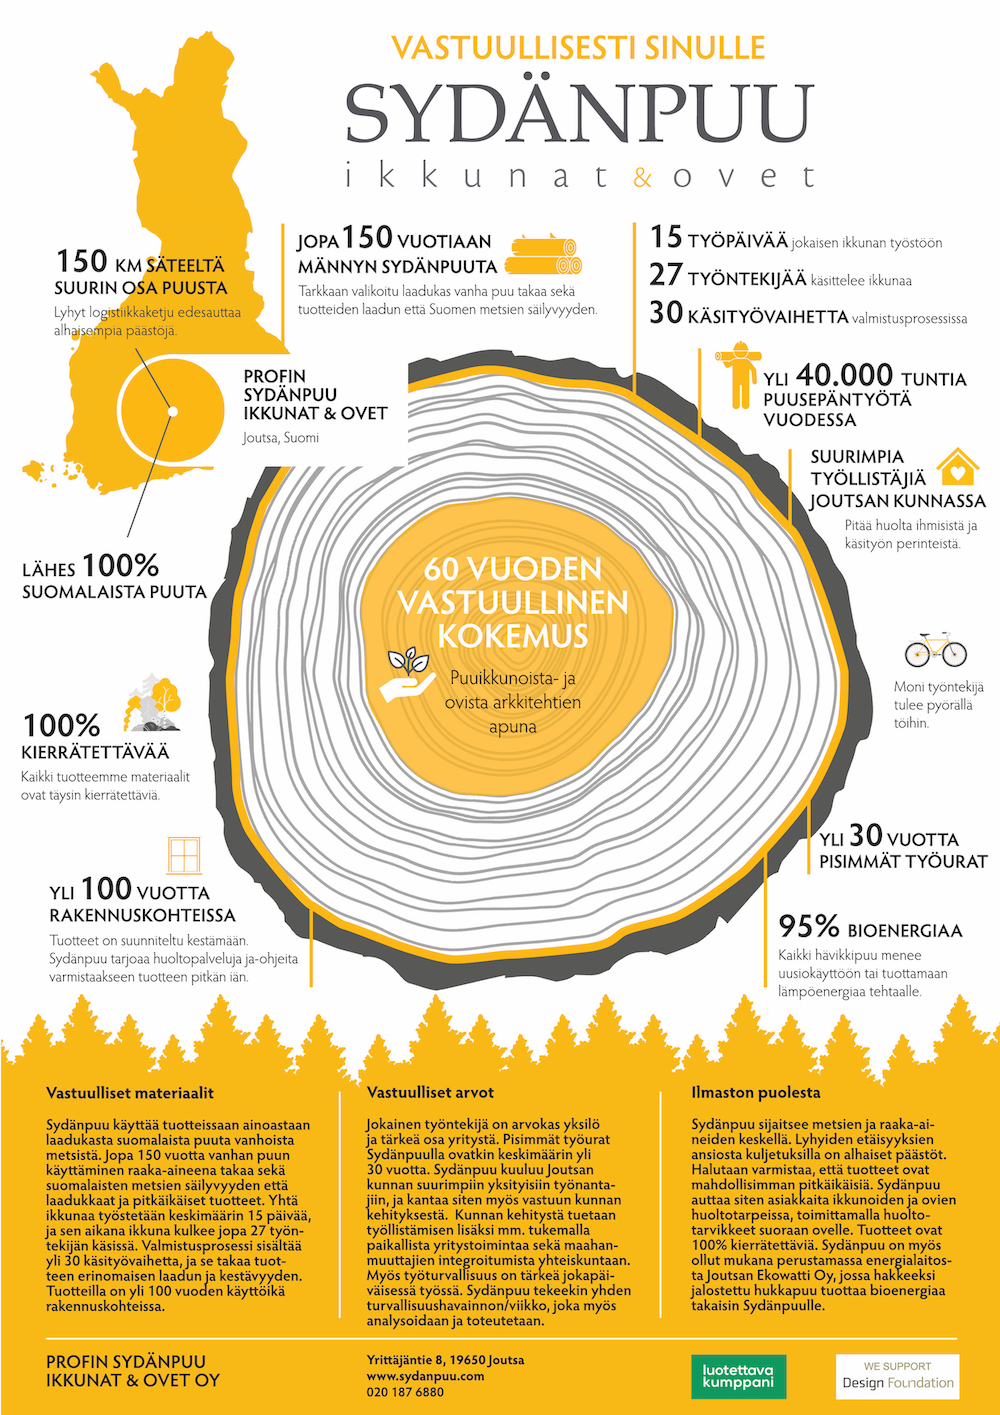 VASTUULLISESTI SINULLE
SYDÄNPUU
ikkunat & ovet
150 KM SÄTEELTÄ
SUURIN OSA PUUSTA
Lyhyt logistiikkaketju edesauttaa
alhaisempia päästöjä.
JOPA 150 VUOTIAAN
MÄNNYN SYDÄNPUUTA
Tarkkaan valikoitu laadukas vanha puu takaa sekä
tuotteiden laadun että Suomen metsien säilyvyyden.
15 TYÖPÄIVÄÄ jokaisen ikkunan työstöön
27 TYÖNTEKIJÄÄ käsittelee ikkunaa
30 KÄSITYÖVAIHETTA valmistusprosessissa
PROFIN
SYDÄNPUU
IKKUNAT & OVET
Joutsa, Suomi
YLI 40.000 TUNTIA
PUUSEPÄNTYÖTÄ
VUODESSA
SUURIMPIA
TYÖLLISTÄJIÄ
JOUTSAN KUNNASSA
Pitää huolta ihmisistä ja
käsityön perinteistä.
LÄHES 100%
SUOMALAISTA PUUTA
60 VUODEN
VASTUULLINEN
KOKEMUS
Puuikkunoista- ja
ovista arkkitehtien
apuna
Moni työntekijä
tulee pyörällä
töihin.
100%
KIERRÄTETTÄVÄÄ
Kaikki tuotteemme materiaalit
ovat täysin kierrätettäviä.
YLI 30 VUOTTA
PISIMMÄT TYÖURAT
YLI 100 VUOTTA
RAKENNUSKOHTEISSA
Tuotteet on suunniteltu kestämään.
Sydänpuu tarjoaa huoltopalveluja ja-ohjeita
varmistaakseen tuotteen pitkän iän.
95% BIOENERGIAA
Kaikki hävikkipuu menee
uusiokäyttöön tai tuottamaan
lämpöenergiaa tehtaalle.
Vastuulliset materiaalit
Sydänpuu käyttää tuotteissaan ainoastaan
laadukasta suomalaista puuta vanhoista
metsistä. Jopa 150 vuotta vanhan puun
käyttäminen raaka-aineena takaa sekä
suomalaisten metsien säilyvyyden että
laadukkaat ja pitkäikäiset tuotteet. Yhtä
ikkunaa työstetään keskimäärin 15 päivää,
ja sen aikana ikkuna kulkee jopa 27 työn-
tekijän käsissä. Valmistusprosessi sisältää
yli 30 käsityövaihetta, ja se takaa tuot-
teen erinomaisen laadun ja kestävyyden.
Tuotteilla on yli 100 vuoden käyttöikä
rakennuskohteissa.
Vastuulliset arvot
Jokainen työntekijä on arvokas yksilö
ja tärkeä osa yritystä. Pisimmät työurat
Sydänpuulla ovatkin keskimäärin yli
30 vuotta. Sydänpuu kuuluu Joutsan
kunnan suurimpiin yksityisiin työnanta-
jiin, ja kantaa siten myös vastuun kunnan
kehityksestä. Kunnan kehitystä tuetaan
työllistämisen lisäksi mm. tukemalla
paikallista yritystoimintaa sekä maahan-
muuttajien integroitumista yhteiskuntaan.
Myös työturvallisuus on tärkeä jokapäi-
väisessä työssä. Sydänpuu tekeekin yhden
turvallisuushavainnon/viikko, joka myös
analysoidaan ja toteutetaan.
Ilmaston puolesta
Sydänpuu sijaitsee metsien ja raaka-ai-
neiden keskellä. Lyhyiden etäisyyksien
ansiosta kuljetuksilla on alhaiset päästöt.
Halutaan varmistaa, että tuotteet ovat
mahdollisimman pitkäikäisiä. Sydänpuu
auttaa siten asiakkaita ikkunoiden ja ovien
huoltotarpeissa, toimittamalla huolto-
tarvikkeet suoraan ovelle. Tuotteet ovat
100% kierrätettäviä. Sydänpuu on myös
ollut mukana perustamassa energialaitos-
ta Joutsan Ekowatti Oy, jossa hakkeeksi
jalostettu hukkapuu tuottaa bioenergiaa
takaisin Sydänpuulle.
PROFIN SYDÄNPUU
IKKUNAT & OVET OY
Yrittäjäntie 8, 19650 Joutsa
www.sydanpuu.com
020 187 6880
luotettava
kumppani
WE SUPPORT
Design Foundation